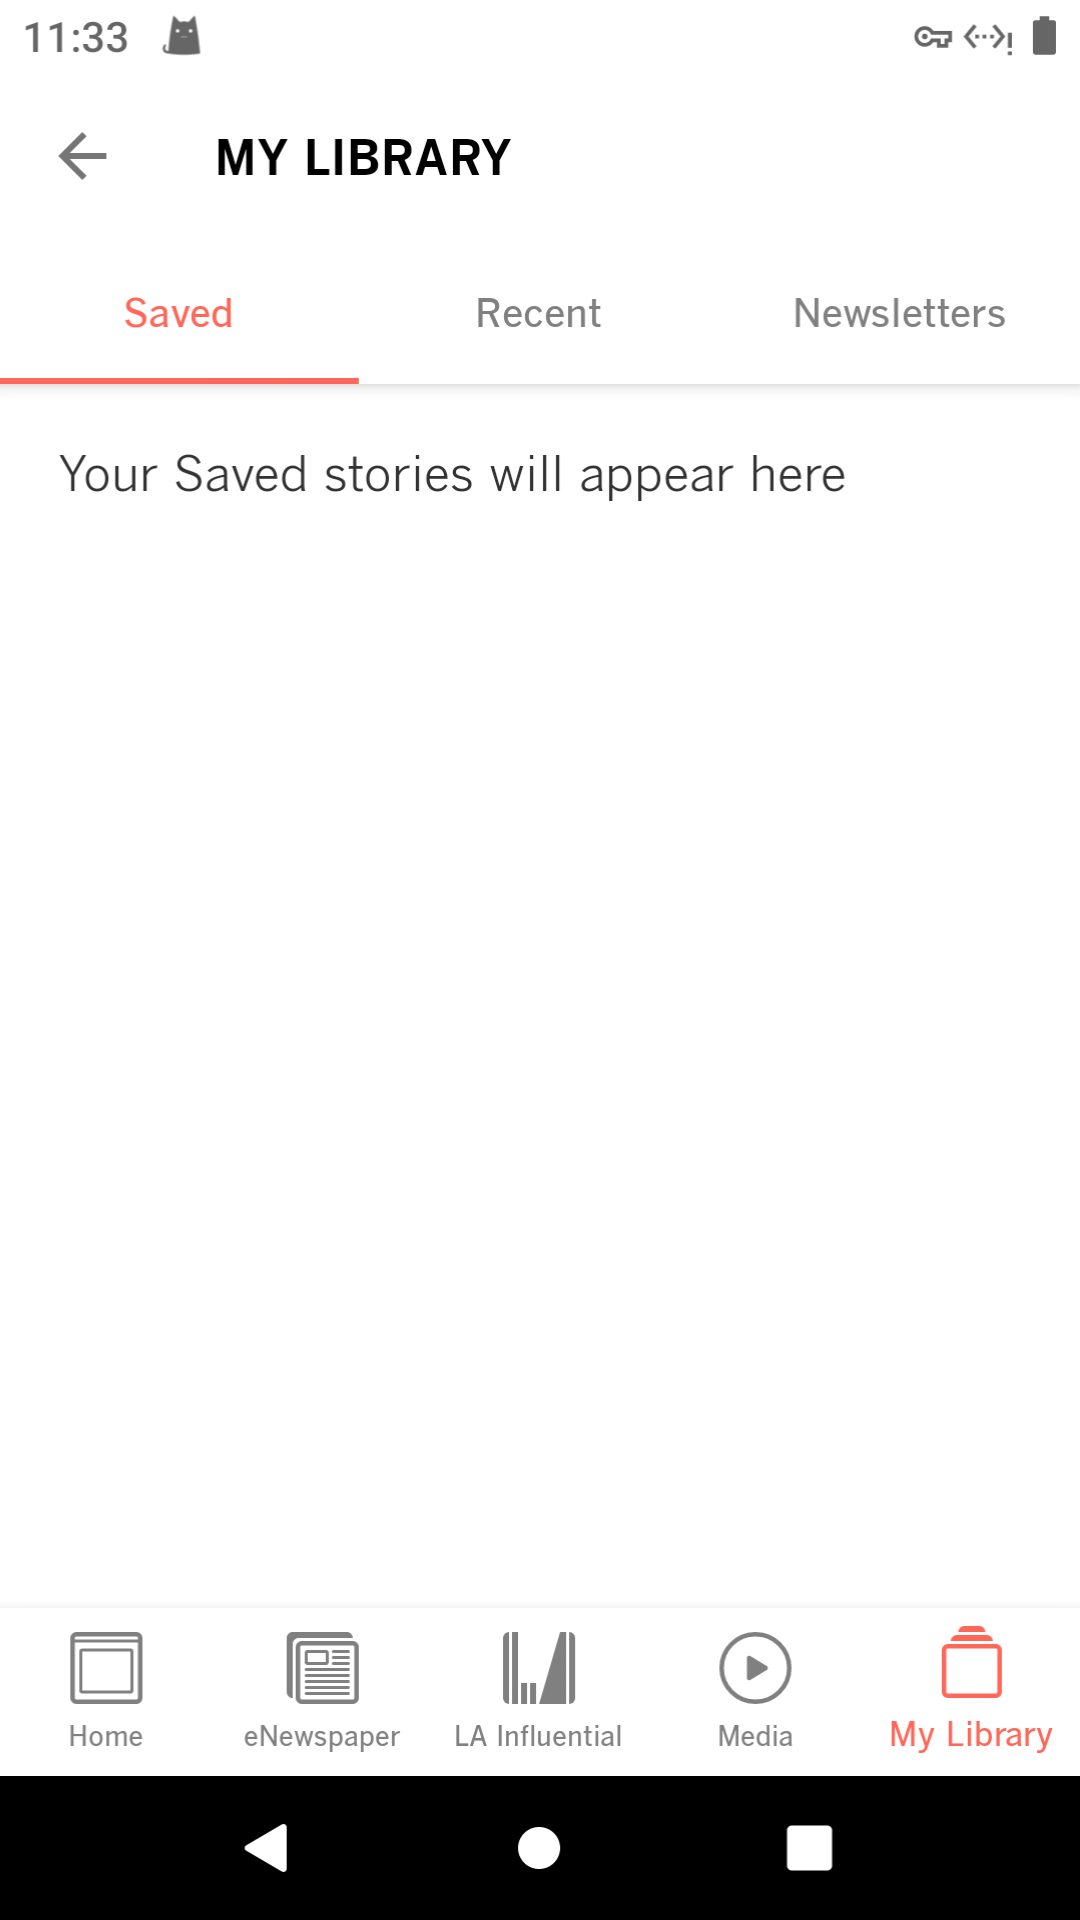 11:33
MY LIBRARY
Saved
Recent
Newsletters
Your Saved stories will appear here
Home
eNewspaper
LA Influential
Media
My Library